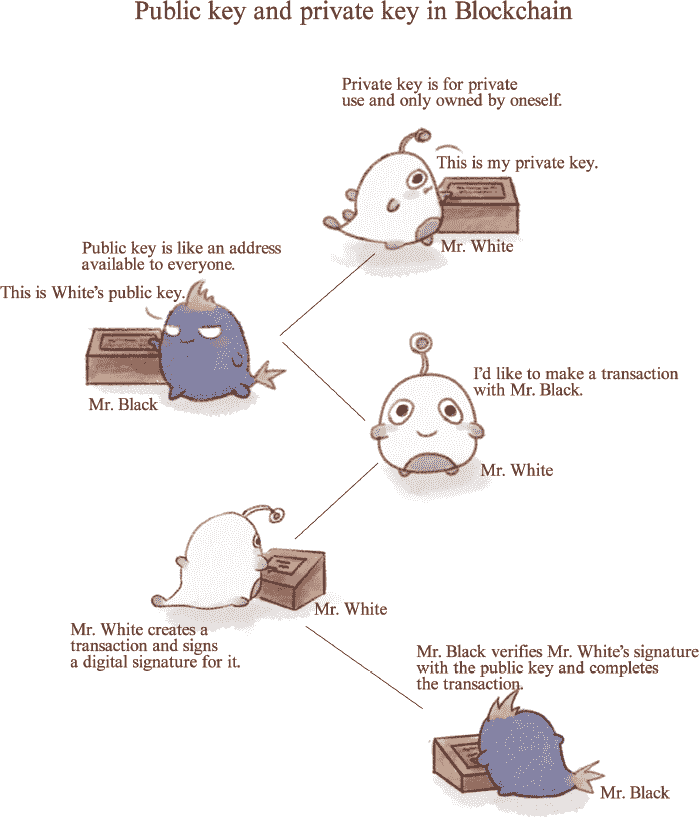 Public key and private key in Blockchain
Private key is for private
use and only owned by oneself.
This is my private key.
Mr. White
Public key is like an address
available to everyone.
This is White's public key.
Mr. Black
I'd like to make a transaction
with Mr. Black.
Mr. White
Mr. White
Mr. White creates a
transaction and signs
a digital signature for it.
Mr. Black verifies Mr. White's signature
with the public key and completes
the transaction.
Mr. Black